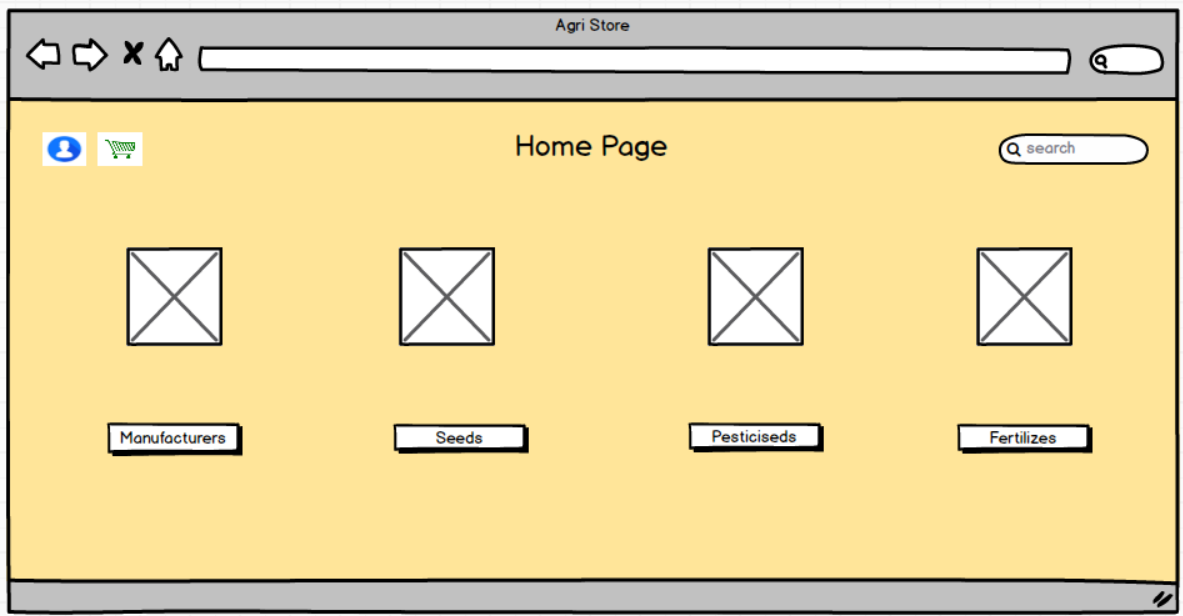 Agri Store
Home Page
search
Manufacturers
Seeds
Pesticiseds
Fertilizes